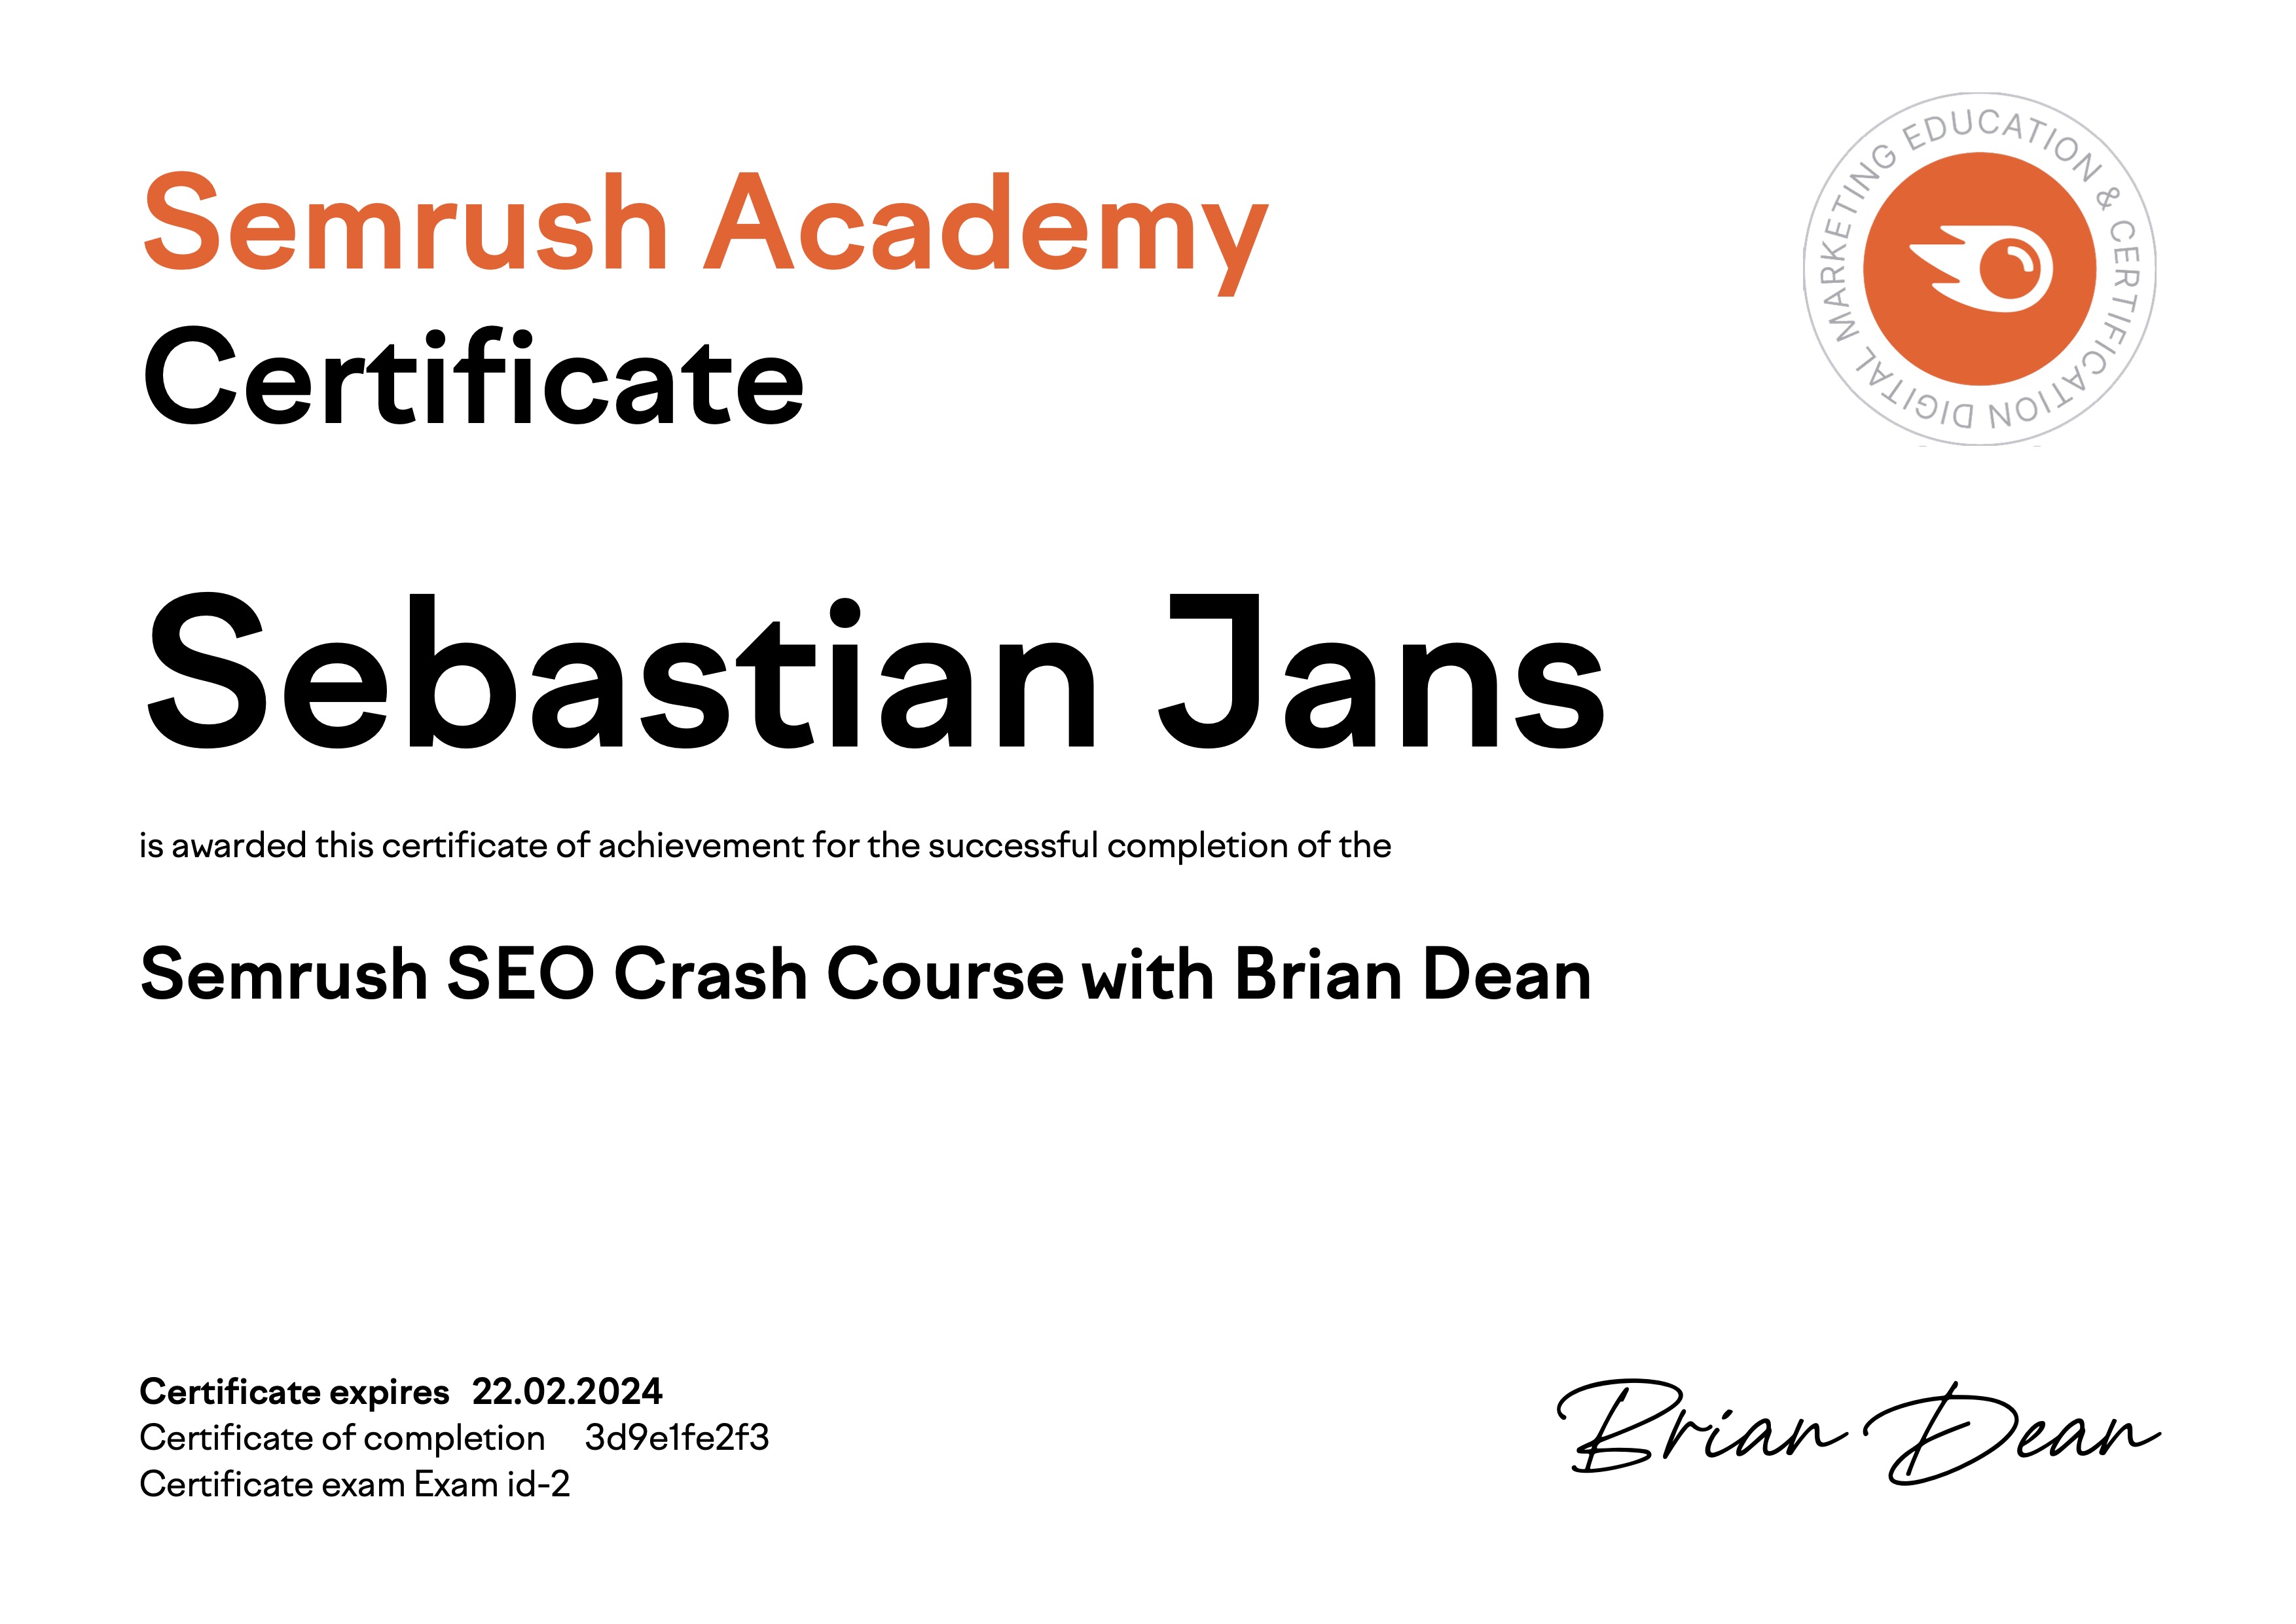 Semrush Academy
Certificate
DIGITAL MARKETING EDUCATION & CERTIFICATION
Sebastian Jans
is awarded this certificate of achievement for the successful completion of the
Semrush SEO Crash Course with Brian Dean
Certificate expires 22.02.2024
Certificate of completion 3d9e1fe2f3
Certificate exam Exam id-2
Brian Dean